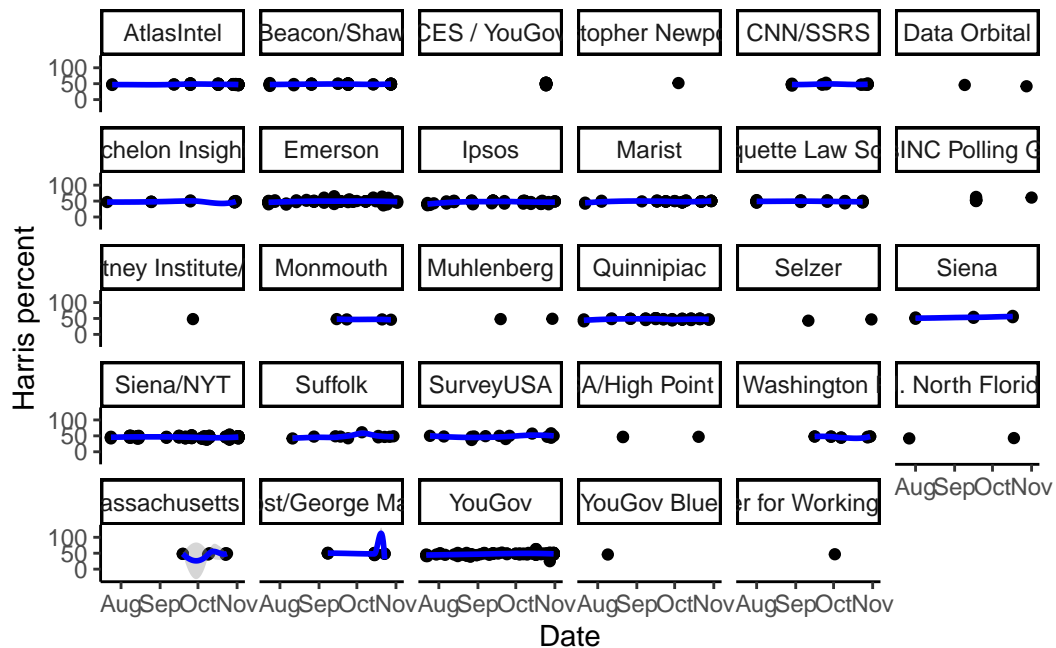 AtlasIntel
Beacon/Shaw
CES / YouGov
topher Newpo
CNN/SSRS
Data Orbital
100
50
0
chelon Insigh
Emerson
Ipsos
Marist
quette Law Sc
INC Polling G
100
50
0
tney Institute/
Monmouth
Muhlenberg
Quinnipiac
Selzer
Siena
100
50
0
Siena/NYT
Suffolk
SurveyUSA
A/High Point
Washington
. North Florid
100
50
0
Aug Sep Oct Nov
assachusetts
st/George Ma
YouGov
YouGov Blue
er for Working
100
50
0
Aug Sep Oct Nov
Aug Sep Oct Nov
Aug Sep Oct Nov
Aug Sep Oct Nov
Aug Sep Oct Nov
Date
Harris percent